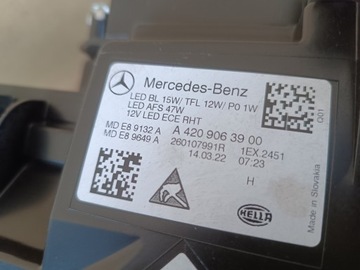 Mercedes-Benz
LED BL 15W/ TFL 12W/ P0 1W
LED AFS 47W
12V LED ECE RHT
MD E8 9132 A
MD E8 9649 A
A 420 906 39 00
260107991R
14.03.22
1EX.2451
07:23
H
HELLA
Q01
Made in Slovakia